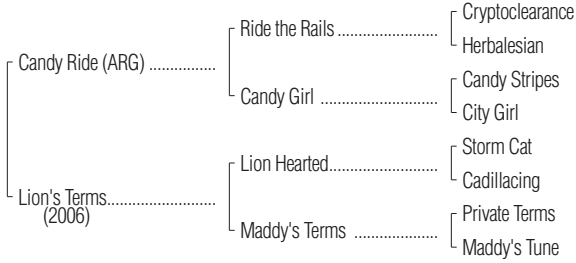 Cryptoclearance
Ride the Rails ........................
Herbalesian
Candy Ride (ARG) ................
Candy Stripes
Candy Girl ............................
City Girl
Storm Cat
Lion Hearted..........................
Cadillacing
Lion's Terms..........................
(2006)
Private Terms
Maddy's Terms ....................
Maddy's Tune